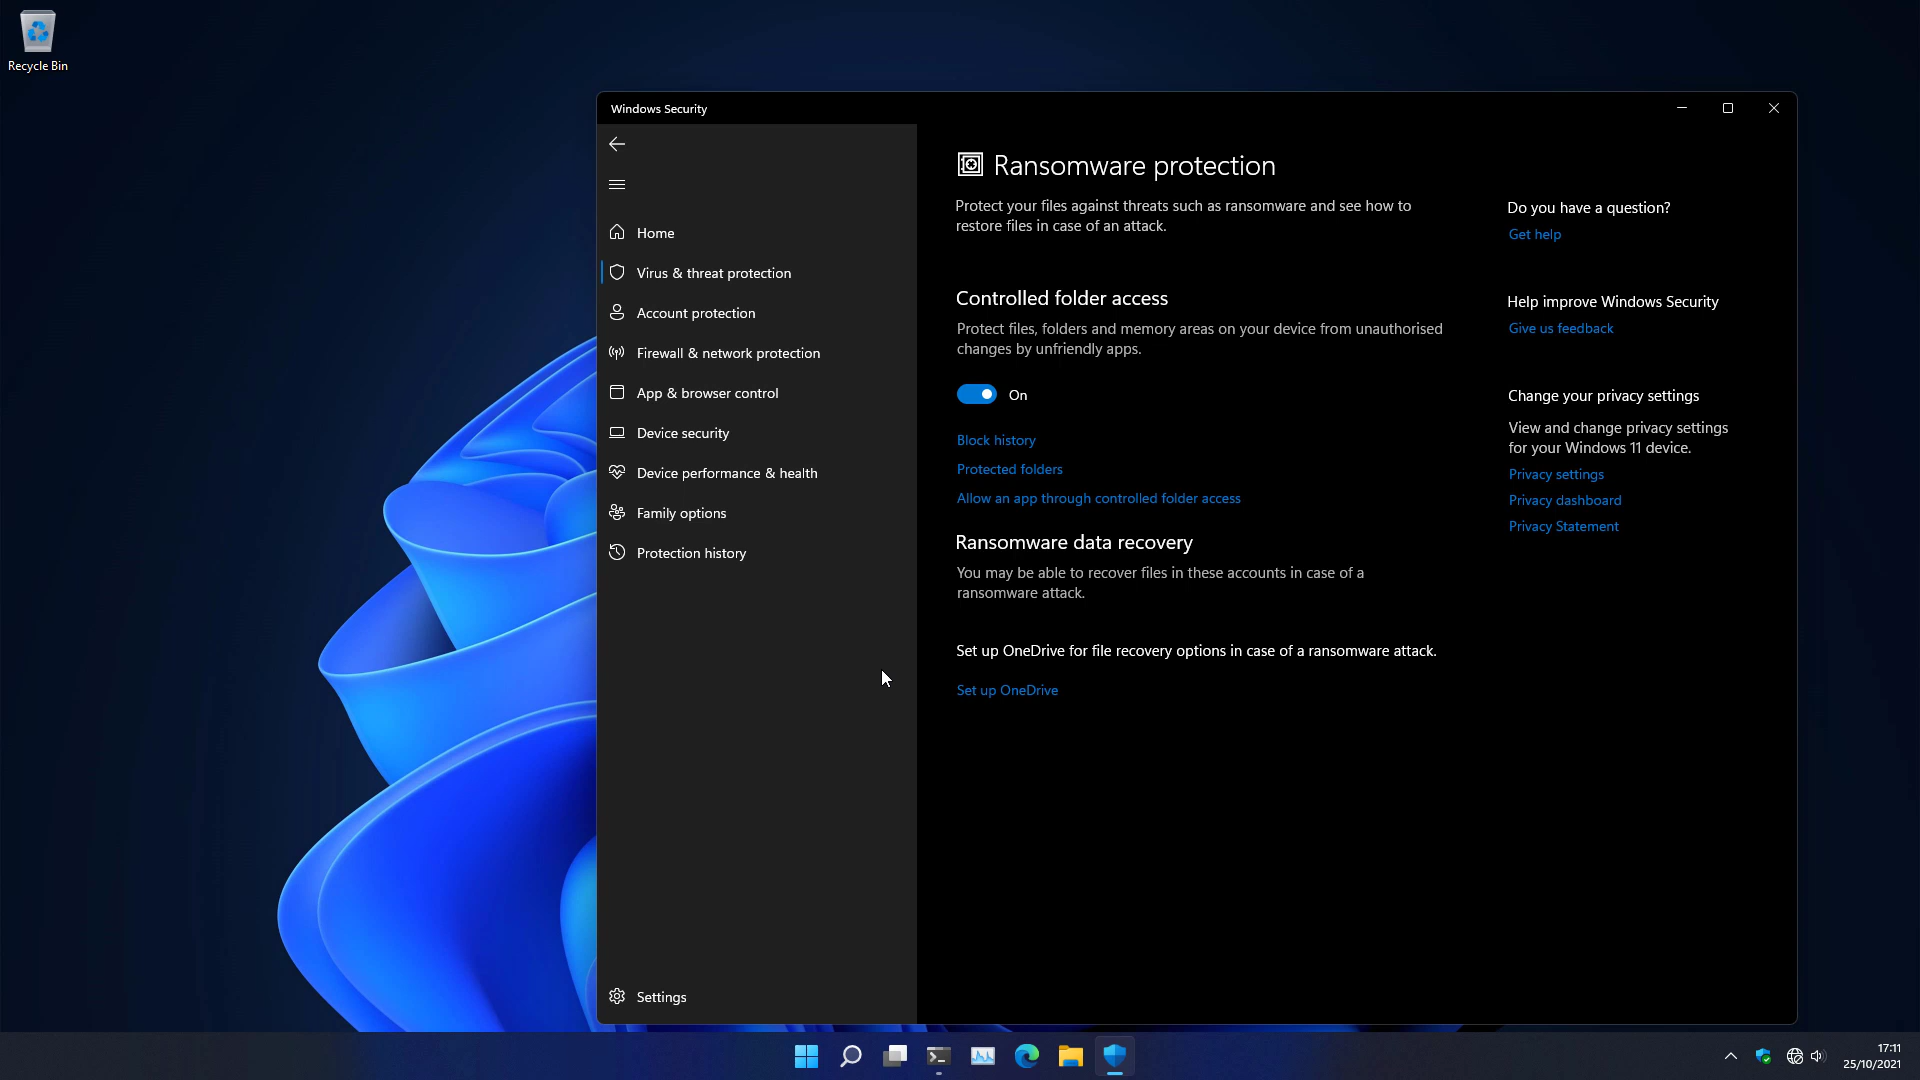 Recycle Bin
Windows Security
Home
Virus & threat protection
Account protection
Firewall & network protection
App & browser control
Device security
Device performance & health
Family options
Protection history
Settings
Ransomware protection
Protect your files against threats such as ransomware and see how to
restore files in case of an attack.
Controlled folder access
Protect files, folders and memory areas on your device from unauthorised
changes by unfriendly apps.
On
Block history
Protected folders
Allow an app through controlled folder access
Ransomware data recovery
You may be able to recover files in these accounts in case of a
ransomware attack.
Set up OneDrive for file recovery options in case of a ransomware attack.
Set up OneDrive
Do you have a question?
Get help
Help improve Windows Security
Give us feedback
Change your privacy settings
View and change privacy settings
for your Windows 11 device.
Privacy settings
Privacy dashboard
Privacy Statement
17:11
25/10/2021